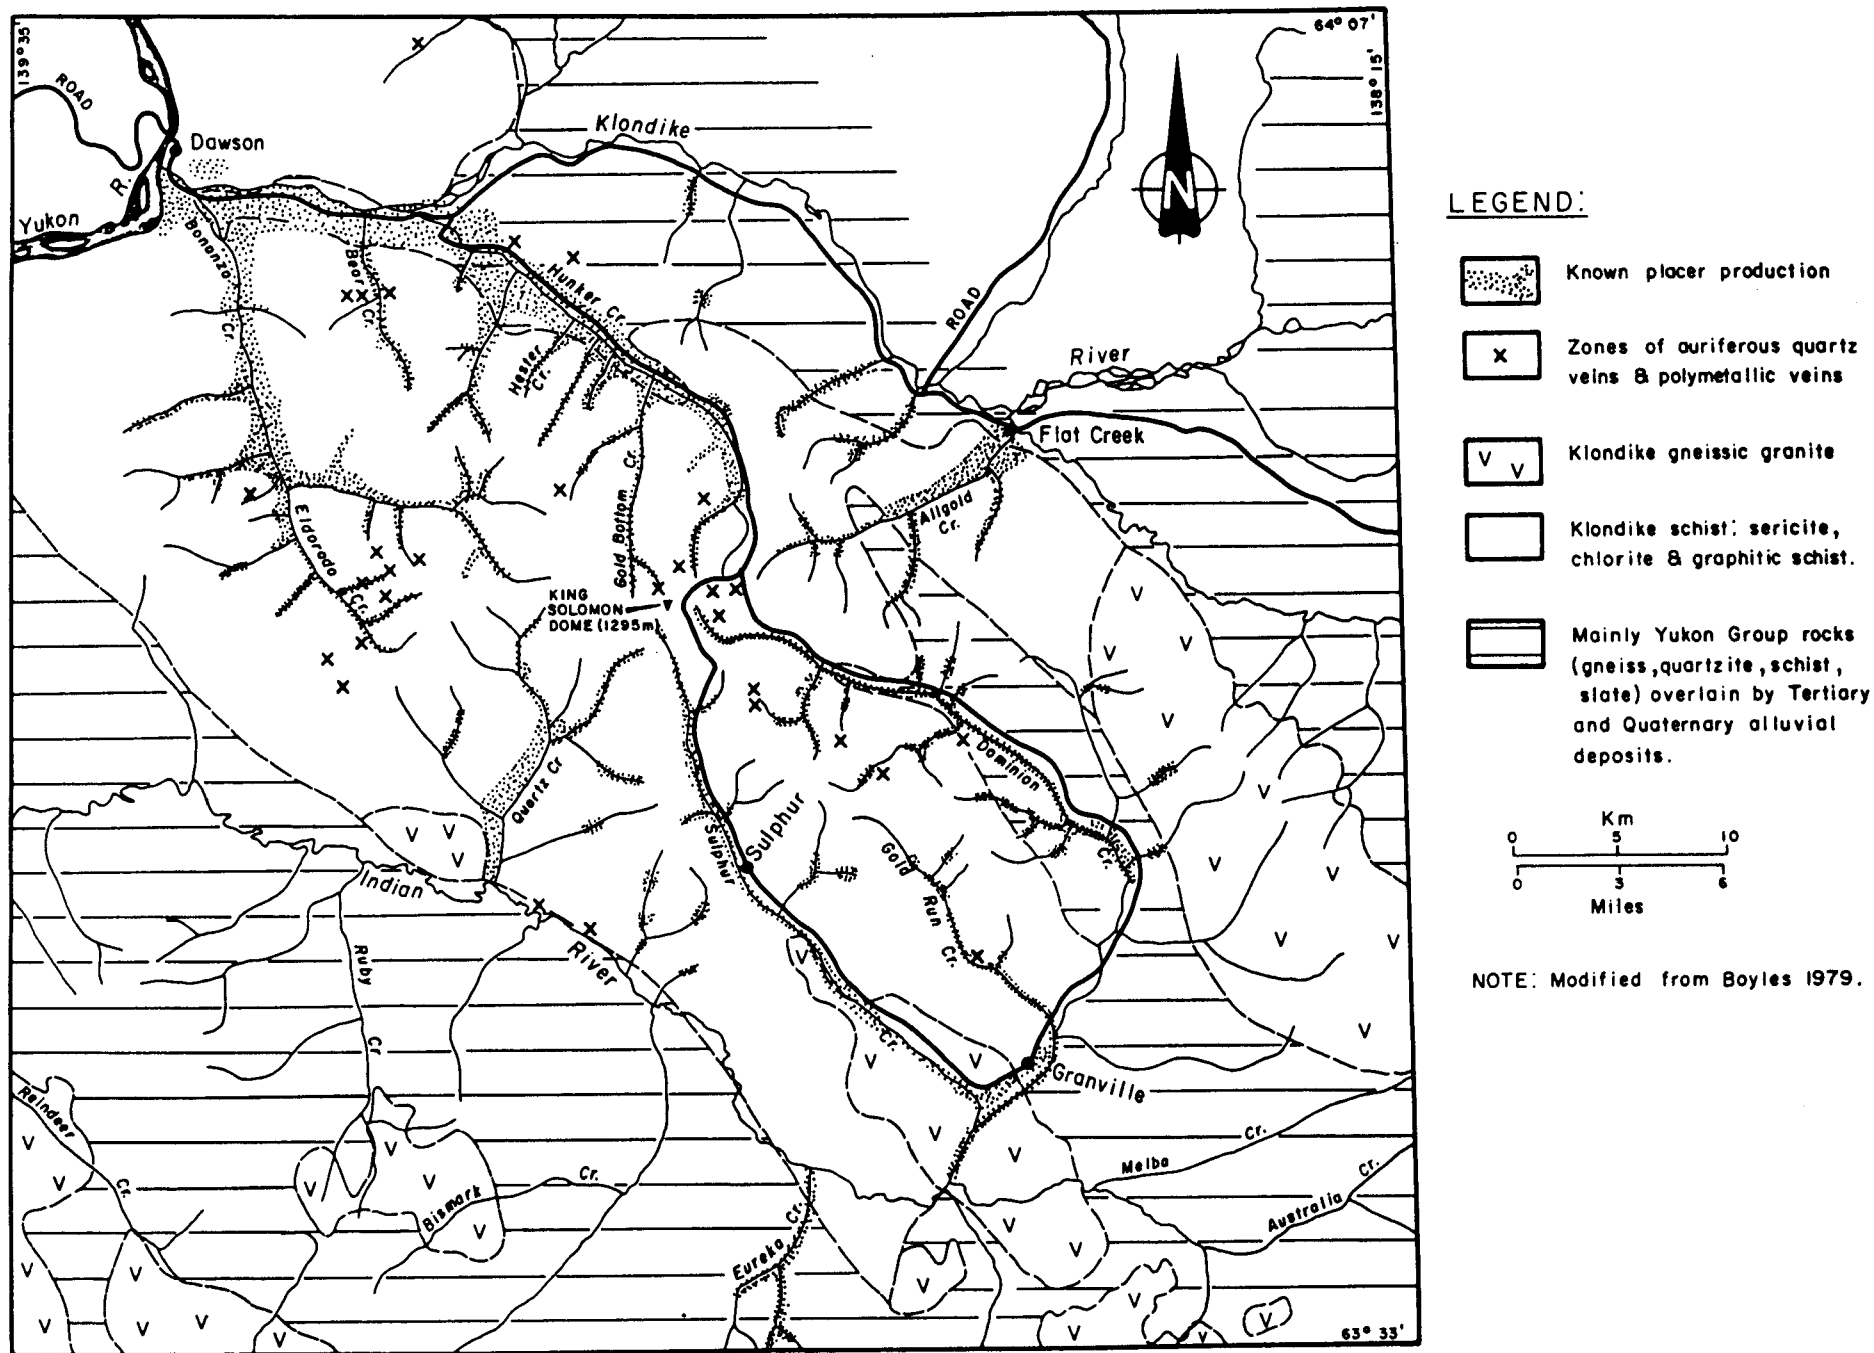 139° 35'
64° 07'
138° 15'
ROAD
Dawson
Klondike
R.
Yukon
N
Bonanza
Cr.
Bear
Cr.
Hunker Cr.
Hester
Cr.
ROAD
River
Flat Creek
Allgold
Cr.
Eldorado
Cr.
Gold Bottom Cr.
KING
SOLOMON
DOME (1295m)
Quartz Cr
Dominion
Cr.
Sulphur
Sulphur
Cr.
Gold
Run
Cr.
Indian
River
Ruby
Cr
Granville
Reindeer
Cr.
Bismark
Cr.
Melba
Cr.
Australia
Cr.
Eureka
Cr.
63° 33'
LEGEND:
Known placer production
x
Zones of auriferous quartz
veins & polymetallic veins
V V
Klondike gneissic granite
Klondike schist: sericite,
chlorite & graphitic schist.
Mainly Yukon Group rocks
(gneiss, quartzite, schist,
slate) overlain by Tertiary
and Quaternary alluvial
deposits.
Km
0 5 10
0 3 6
Miles
NOTE: Modified from Boyles 1979.